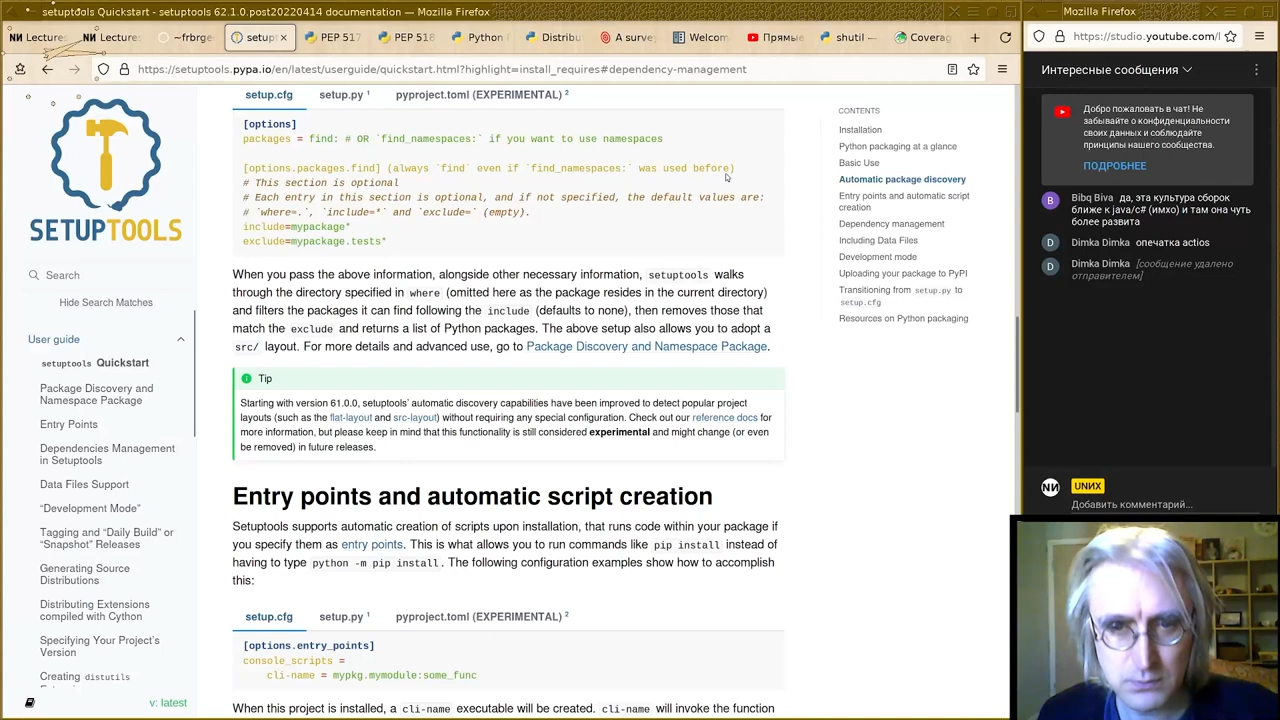 setuptools Quickstart - setuptools 62.1.0.post20220414 documentation — Mozilla Firefox
Mozilla Firefox
Lectures
Lectures
~frbrge
setupt
PEP 517
PEP 518
Python
Distribut
A survey
Welcom
Прямые
shutil —
Coverag
https://setuptools.pypa.io/en/latest/userguide/quickstart.html?highlight=install_requires#dependency-management
https://studio.youtube.com/l
SETUPTOOLS
Search
Hide Search Matches
User guide
setuptools Quickstart
Package Discovery and
Namespace Package
Entry Points
Dependencies Management
in Setuptools
Data Files Support
“Development Mode”
Tagging and “Daily Build” or
“Snapshot” Releases
Generating Source
Distributions
Distributing Extensions
compiled with Cython
Specifying Your Project’s
Version
Creating distutils
v: latest
setup.cfg
setup.py 1
pyproject.toml (EXPERIMENTAL) 2
[options]
packages = find: # OR `find_namespaces:` if you want to use namespaces
[options.packages.find] (always `find` even if `find_namespaces:` was used before)
# This section is optional
# Each entry in this section is optional, and if not specified, the default values are:
# `where=.`, `include=*` and `exclude=` (empty).
include=mypackage*
exclude=mypackage.tests*
When you pass the above information, alongside other necessary information, setuptools walks
through the directory specified in where (omitted here as the package resides in the current directory)
and filters the packages it can find following the include (defaults to none), then removes those that
match the exclude and returns a list of Python packages. The above setup also allows you to adopt a
src/ layout. For more details and advanced use, go to Package Discovery and Namespace Package.
Tip
Starting with version 61.0.0, setuptools’ automatic discovery capabilities have been improved to detect popular project
layouts (such as the flat-layout and src-layout) without requiring any special configuration. Check out our reference docs for
more information, but please keep in mind that this functionality is still considered experimental and might change (or even
be removed) in future releases.
Entry points and automatic script creation
Setuptools supports automatic creation of scripts upon installation, that runs code within your package if
you specify them as entry points. This is what allows you to run commands like pip install instead of
having to type python -m pip install. The following configuration examples show how to accomplish
this:
setup.cfg
setup.py 1
pyproject.toml (EXPERIMENTAL) 2
[options.entry_points]
console_scripts =
cli-name = mypkg.mymodule:some_func
When this project is installed, a cli-name executable will be created. cli-name will invoke the function
CONTENTS
Installation
Python packaging at a glance
Basic Use
Automatic package discovery
Entry points and automatic script
creation
Dependency management
Including Data Files
Development mode
Uploading your package to PyPI
Transitioning from setup.py to
setup.cfg
Resources on Python packaging
Интересные сообщения
Добро пожаловать в чат! Не
забывайте о конфиденциальности
своих данных и соблюдайте
принципы нашего сообщества.
ПОДРОБНЕЕ
B
Bibq Biva да, эта культура сборок
ближе к java/c# (имхо) и там она чуть
более развита
D
Dimka Dimka опечатка actios
D
Dimka Dimka [сообщение удалено
отправителем]
UNИX
Добавить комментарий...